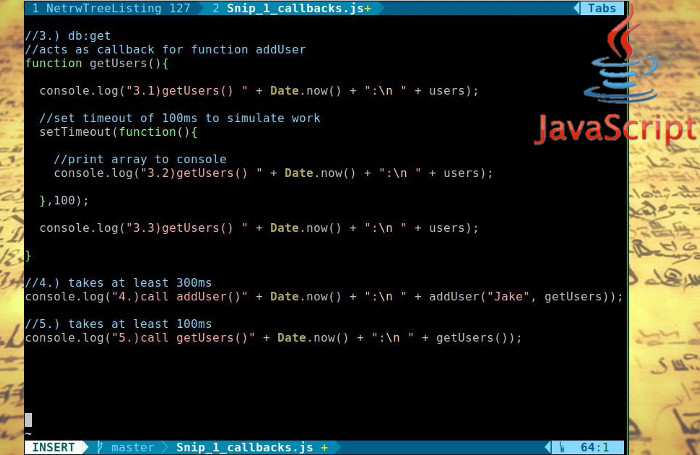 1 NetrwTreeListing 127 2 Snip_1_callbacks.js+ Tabs
//3.) db:get
//acts as callback for function addUser
function getUsers(){
console.log("3.1)getUsers() " + Date.now() + ":\n " + users);
//set timeout of 100ms to simulate work
setTimeout(function(){
//print array to console
console.log("3.2)getUsers() " + Date.now() + ":\n " + users);
},100);
console.log("3.3)getUsers() " + Date.now() + ":\n " + users);
}
//4.) takes at least 300ms
console.log("4.)call addUser()" + Date.now() + ":\n " + addUser("Jake", getUsers));
//5.) takes at least 100ms
console.log("5.)call getUsers()" + Date.now() + ":\n " + getUsers());
~
INSERT master Snip_1_callbacks.js + 64:1
JavaScript